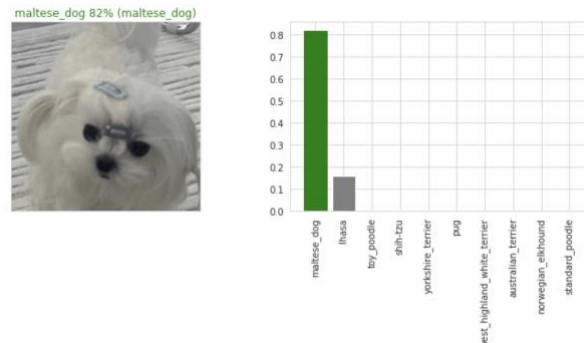 maltese_dog 82% (maltese_dog)
0.8
0.7
0.6
0.5
0.4
0.3
0.2
0.1
0.0
maltese_dog
lhasa
toy_poodle
shih-tzu
yorkshire_terrier
pug
est_highland_white_terrier
australian_terrier
norwegian_elkhound
standard_poodle